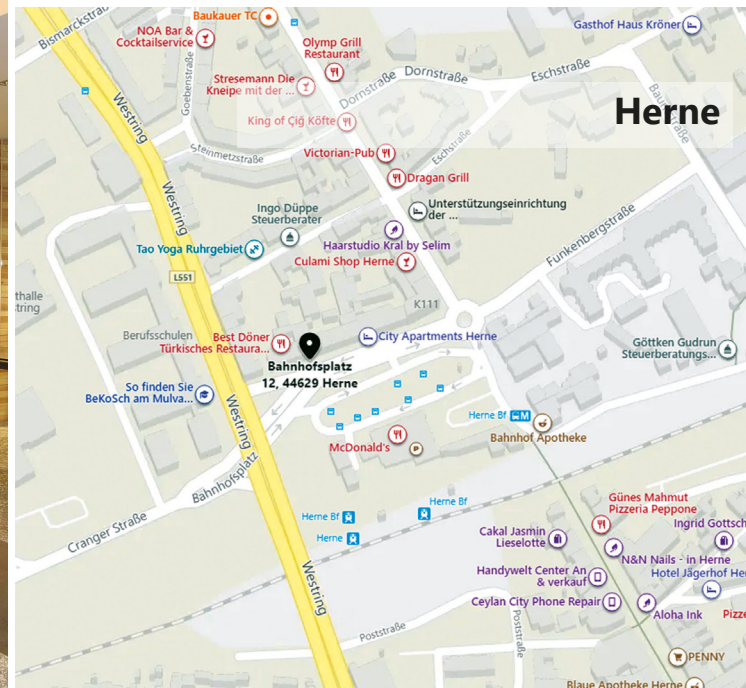 Bismarckstraß
NOA Bar &
Cocktailservice
Baukauer TC
Gasthof Haus Kröner
Olymp Grill
Restaurant
Westring
Goebenstraße
Stresemann Die
Kneipe mit der ...
Dornstraße
Dornstraße
Eschstraße
Herne
King of Çiğ Köfte
Steinmetzstraße
Victorian-Pub
Eschstraße
Dragan Grill
Westring
Ingo Düppe
Steuerberater
Unterstützungseinrichtung
der ...
Funkenbergstraße
Tao Yoga Ruhrgebiet
Haarstudio Kral by Selim
Culami Shop Herne
L551
thalle
string
K111
Berufsschulen
Best Döner
Türkisches Restaura...
City Apartments Herne
Göttken Gudrun
Steuerberatungs...
Bahnhofsplatz
12, 44629 Herne
So finden Sie
BeKoSch am Mulva...
Westring
Herne Bf
M
Bahnhof Apotheke
McDonald's
P
Bahnhofsplatz
Cranger Straße
Herne Bf
Herne Bf
Herne
Günes Mahmut
Pizzeria Peppone
Cakal Jasmin
Lieselotte
Ingrid Gottsch
N&N Nails - in Herne
Handywelt Center An
& verkauf
Hotel Jägerhof Her
Westring
Ceylan City Phone Repair
Aloha Ink
Pizze
Poststraße
Poststraße
PENNY
Blaue Apotheke Herne